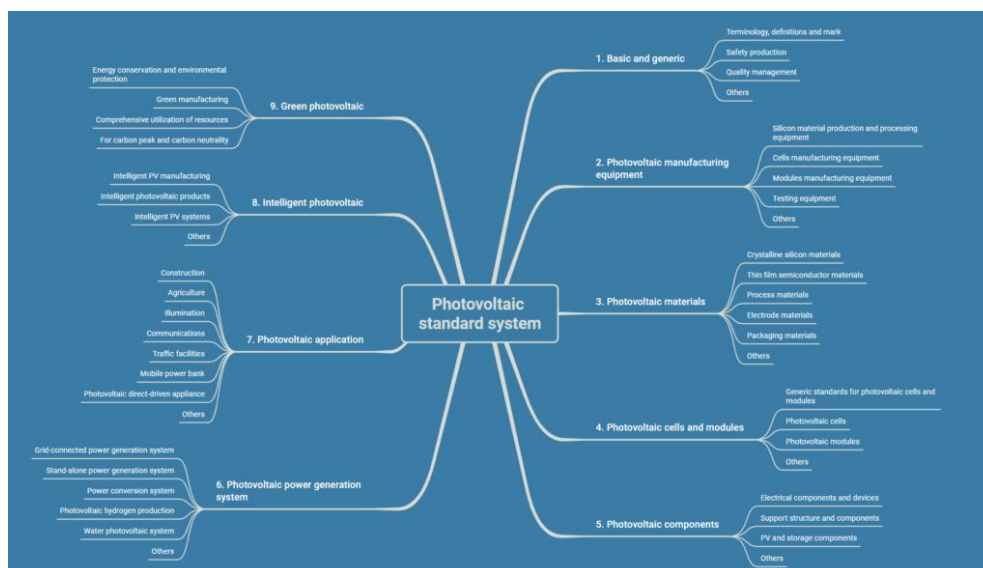 Photovoltaic
standard system
1. Basic and generic
Terminology, definitions and mark
Safety production
Quality management
Others
2. Photovoltaic manufacturing
equipment
Silicon material production and processing
equipment
Cells manufacturing equipment
Modules manufacturing equipment
Testing equipment
Others
3. Photovoltaic materials
Crystalline silicon materials
Thin film semiconductor materials
Process materials
Electrode materials
Packaging materials
Others
4. Photovoltaic cells and modules
Generic standards for photovoltaic cells and
modules
Photovoltaic cells
Photovoltaic modules
Others
5. Photovoltaic components
Electrical components and devices
Support structure and components
PV and storage components
Others
6. Photovoltaic power generation
system
Grid-connected power generation system
Stand-alone power generation system
Power conversion system
Photovoltaic hydrogen production
Water photovoltaic system
Others
7. Photovoltaic application
Construction
Agriculture
Illumination
Communications
Traffic facilities
Mobile power bank
Photovoltaic direct-driven appliance
Others
8. Intelligent photovoltaic
Intelligent PV manufacturing
Intelligent photovoltaic products
Intelligent PV systems
Others
9. Green photovoltaic
Energy conservation and environmental
protection
Green manufacturing
Comprehensive utilization of resources
For carbon peak and carbon neutrality